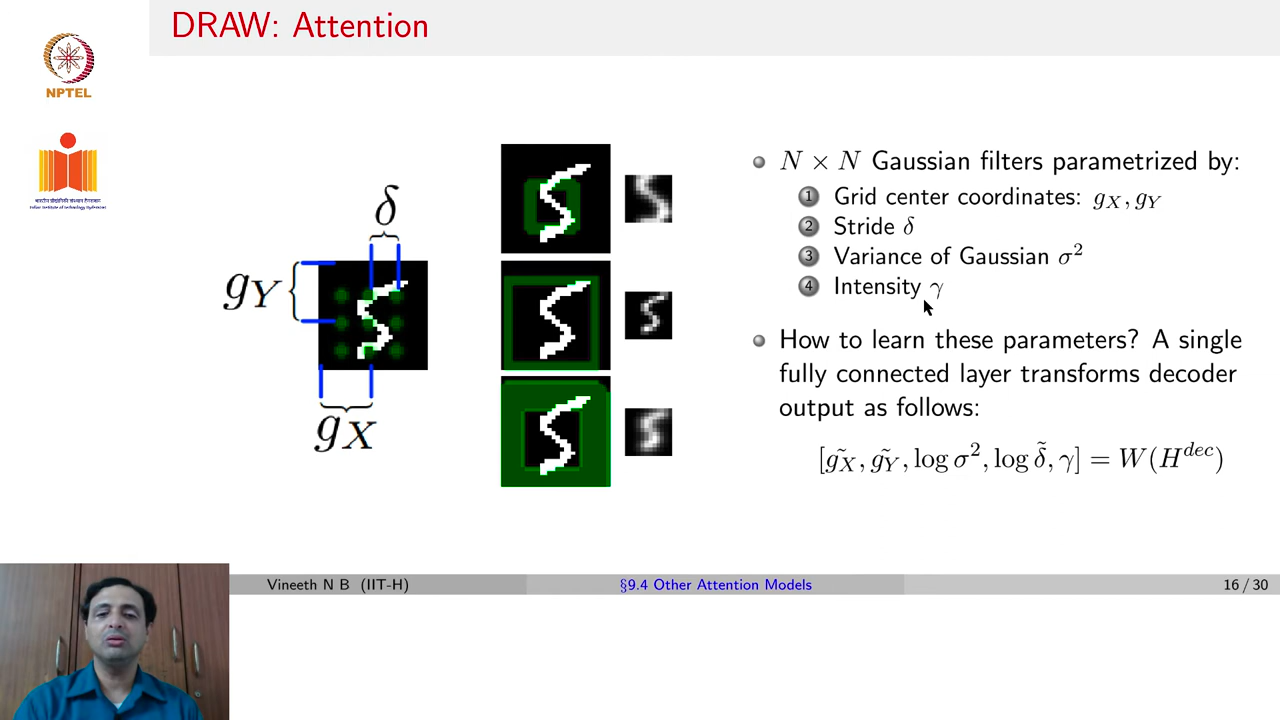 DRAW: Attention
NPTEL
δ
g_Y
g_X
N × N Gaussian filters parametrized by:
1 Grid center coordinates: g_X, g_Y
2 Stride δ
3 Variance of Gaussian σ²
4 Intensity γ
How to learn these parameters? A single
fully connected layer transforms decoder
output as follows:
[g̃_X, g̃_Y, log σ², log δ̃, γ] = W(H^{dec})
Vineeth N B (IIT-H)
§9.4 Other Attention Models
16 / 30